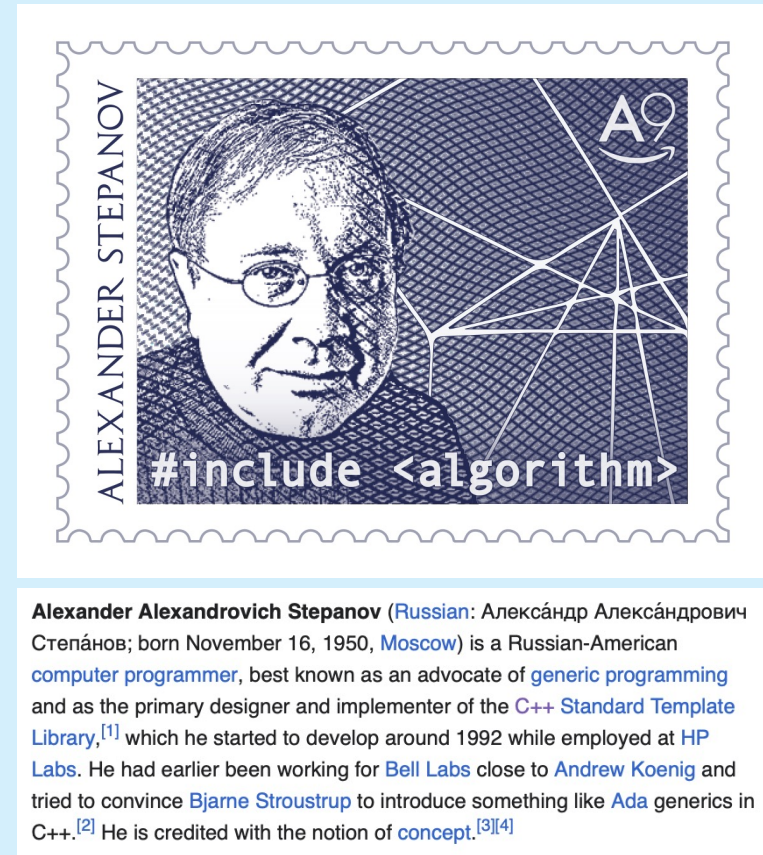 ALEXANDER STEPANOV
A9
#include <algorithm>
Alexander Alexandrovich Stepanov (Russian: Алекса́ндр Алекса́ндрович
Степа́нов; born November 16, 1950, Moscow) is a Russian-American
computer programmer, best known as an advocate of generic programming
and as the primary designer and implementer of the C++ Standard Template
Library,[1] which he started to develop around 1992 while employed at HP
Labs. He had earlier been working for Bell Labs close to Andrew Koenig and
tried to convince Bjarne Stroustrup to introduce something like Ada generics in
C++.[2] He is credited with the notion of concept.[3][4]